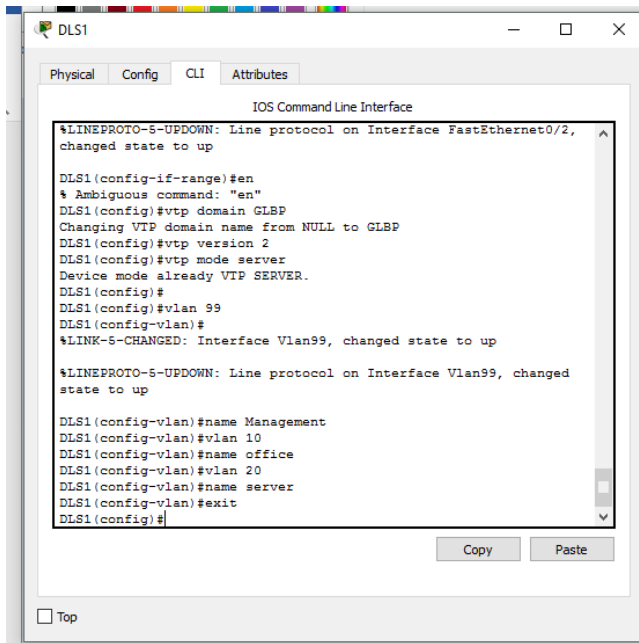 DLS1
Physical Config CLI Attributes
IOS Command Line Interface
%LINEPROTO-5-UPDOWN: Line protocol on Interface FastEthernet0/2,
changed state to up
DLS1(config-if-range)#en
% Ambiguous command: "en"
DLS1(config)#vtp domain GLBP
Changing VTP domain name from NULL to GLBP
DLS1(config)#vtp version 2
DLS1(config)#vtp mode server
Device mode already VTP SERVER.
DLS1(config)#
DLS1(config)#vlan 99
DLS1(config-vlan)#
%LINK-5-CHANGED: Interface Vlan99, changed state to up
%LINEPROTO-5-UPDOWN: Line protocol on Interface Vlan99, changed
state to up
DLS1(config-vlan)#name Management
DLS1(config-vlan)#vlan 10
DLS1(config-vlan)#name office
DLS1(config-vlan)#vlan 20
DLS1(config-vlan)#name server
DLS1(config-vlan)#exit
DLS1(config)#
Copy Paste
Top